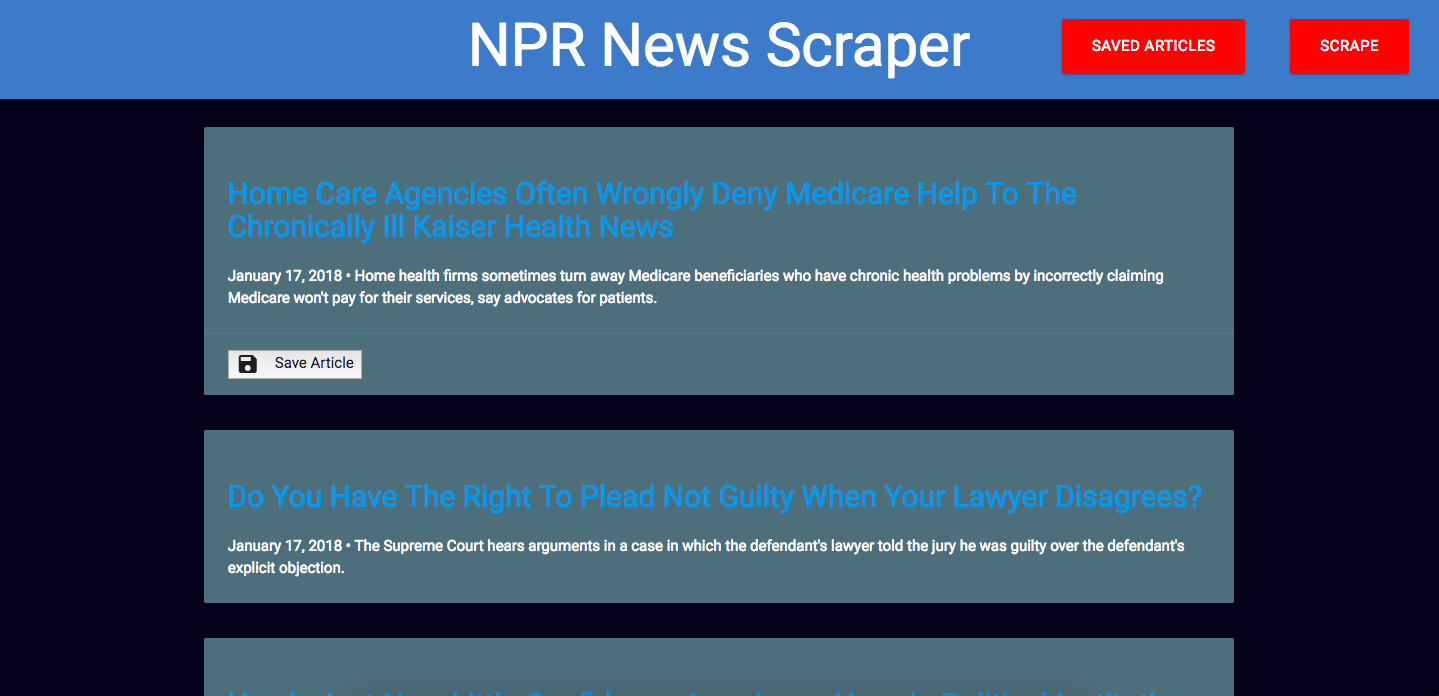 NPR News Scraper
SAVED ARTICLES
SCRAPE
Home Care Agencies Often Wrongly Deny Medicare Help To The
Chronically Ill Kaiser Health News
January 17, 2018 • Home health firms sometimes turn away Medicare beneficiaries who have chronic health problems by incorrectly claiming
Medicare won't pay for their services, say advocates for patients.
Save Article
Do You Have The Right To Plead Not Guilty When Your Lawyer Disagrees?
January 17, 2018 • The Supreme Court hears arguments in a case in which the defendant's lawyer told the jury he was guilty over the defendant's
explicit objection.